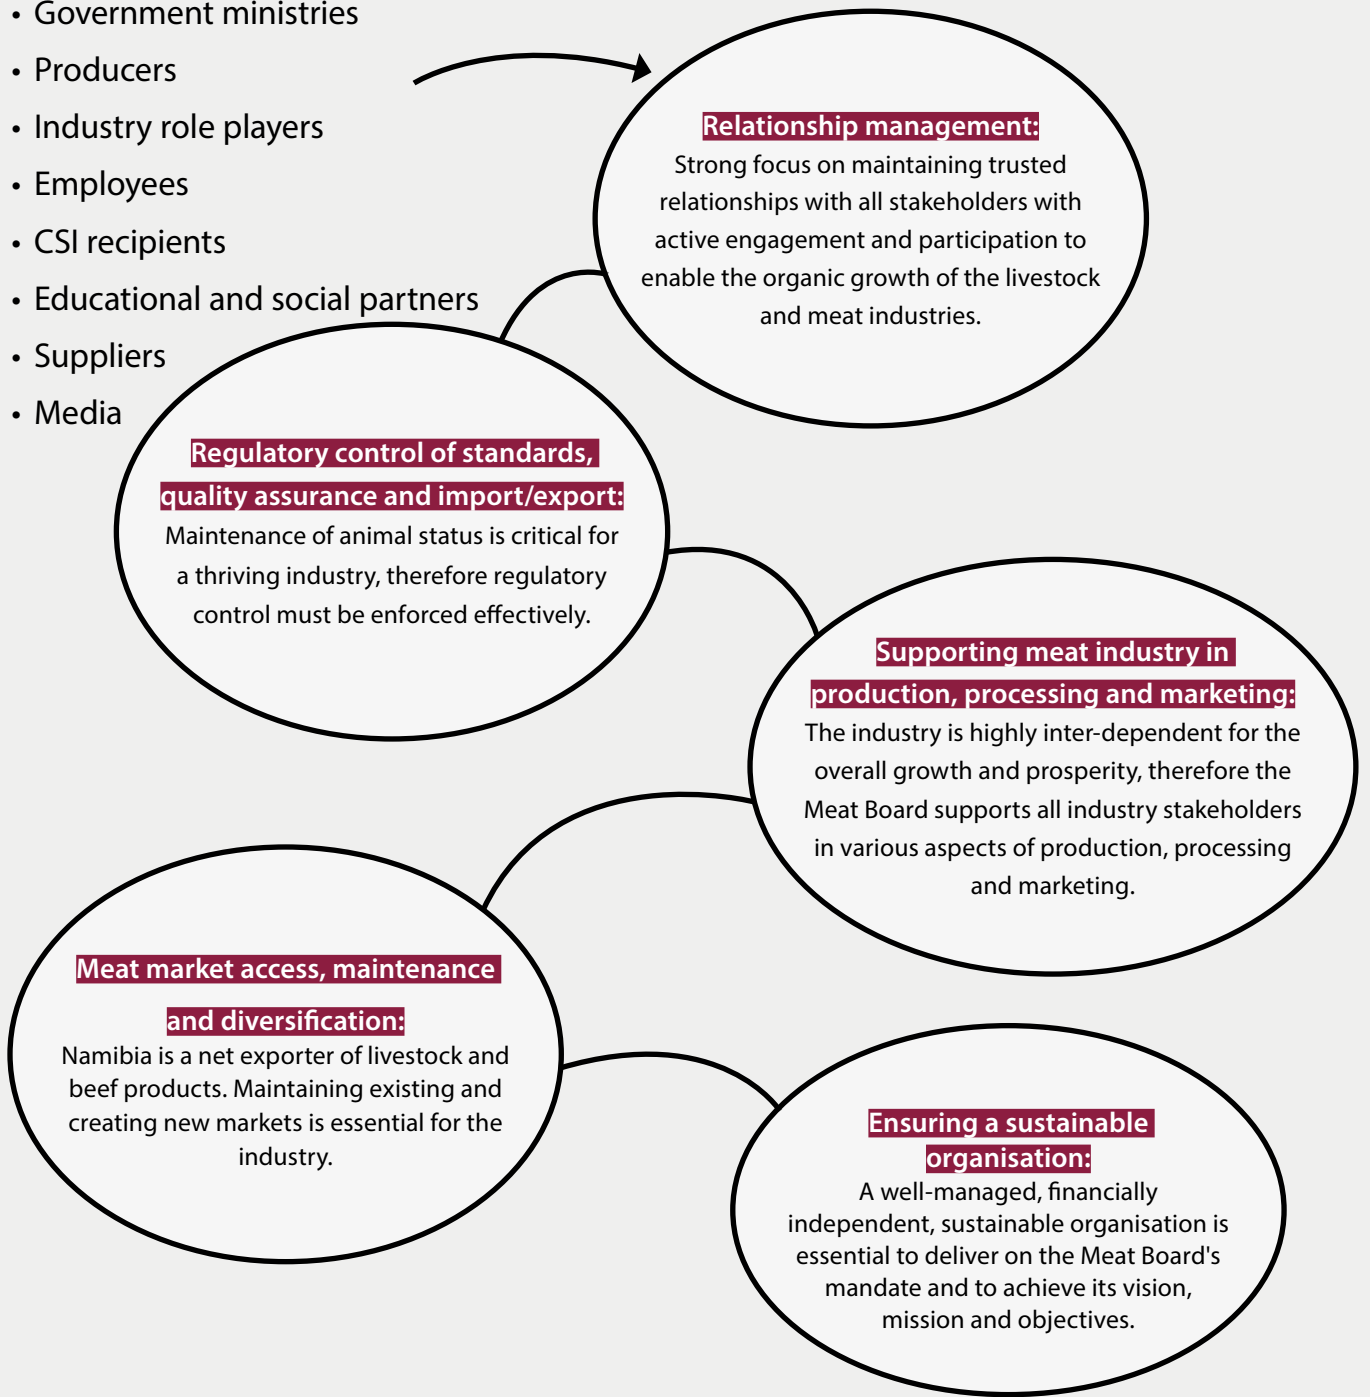 • Government ministries
• Producers
• Industry role players
• Employees
• CSI recipients
• Educational and social partners
• Suppliers
• Media
Relationship management:
Strong focus on maintaining trusted
relationships with all stakeholders with
active engagement and participation to
enable the organic growth of the livestock
and meat industries.
Regulatory control of standards,
quality assurance and import/export:
Maintenance of animal status is critical for
a thriving industry, therefore regulatory
control must be enforced effectively.
Supporting meat industry in
production, processing and marketing:
The industry is highly inter-dependent for the
overall growth and prosperity, therefore the
Meat Board supports all industry stakeholders
in various aspects of production, processing
and marketing.
Meat market access, maintenance
and diversification:
Namibia is a net exporter of livestock and
beef products. Maintaining existing and
creating new markets is essential for the
industry.
Ensuring a sustainable
organisation:
A well-managed, financially
independent, sustainable organisation is
essential to deliver on the Meat Board's
mandate and to achieve its vision,
mission and objectives.